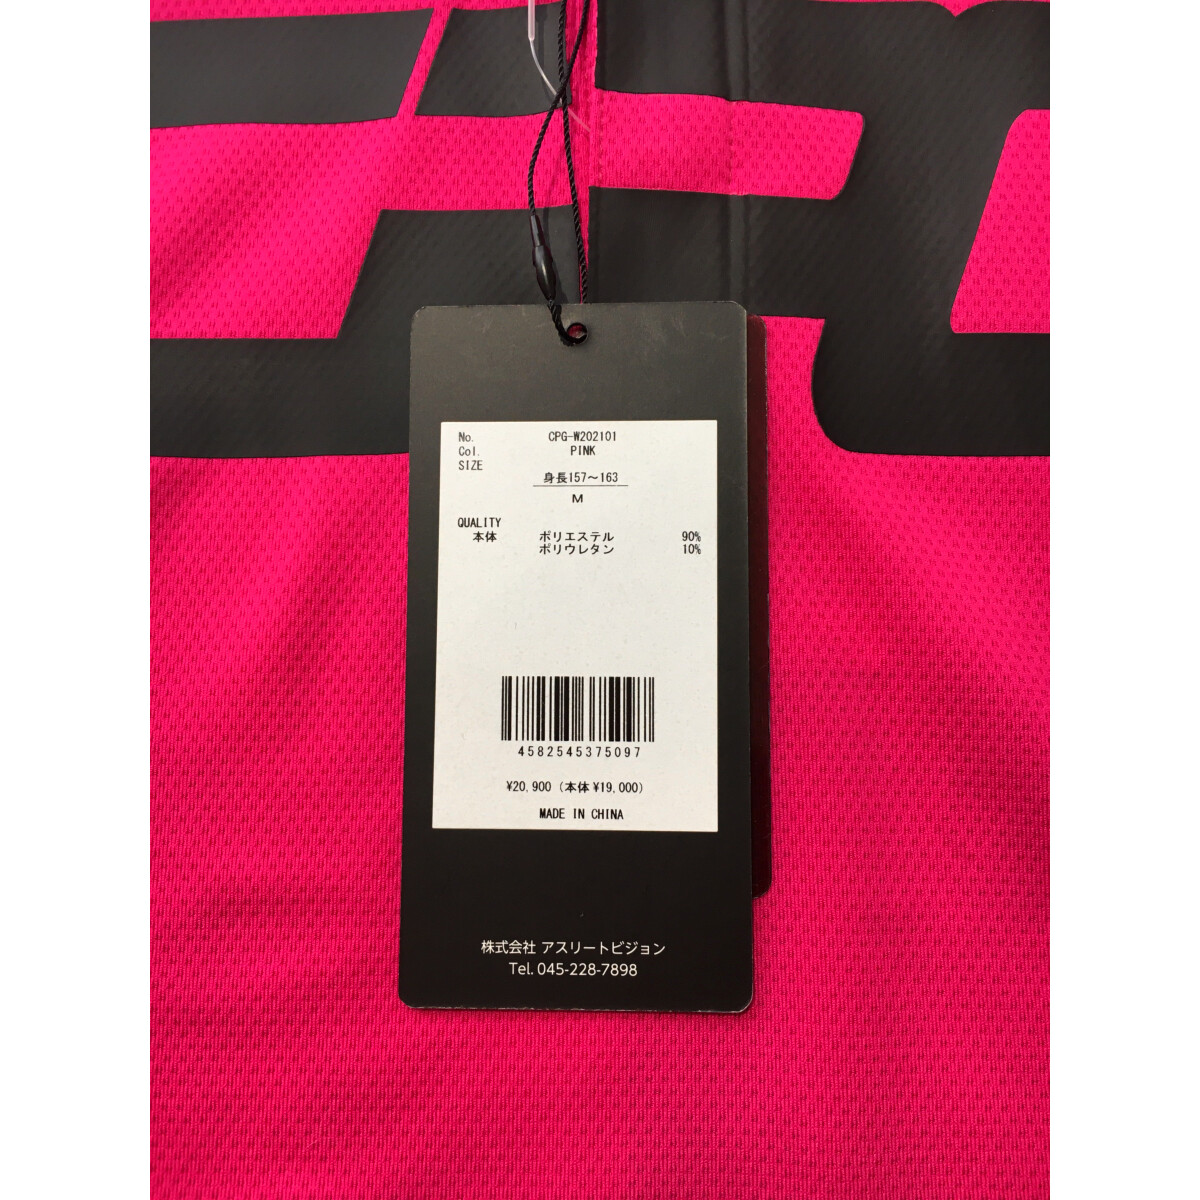 No. CPG-W202101
Col. PINK
SIZE
身長157〜163
M
QUALITY
本体 ポリエステル 90%
ポリウレタン 10%
4582545375097
¥20,900 (本体¥19,000)
MADE IN CHINA
株式会社 アスリートビジョン
Tel. 045-228-7898